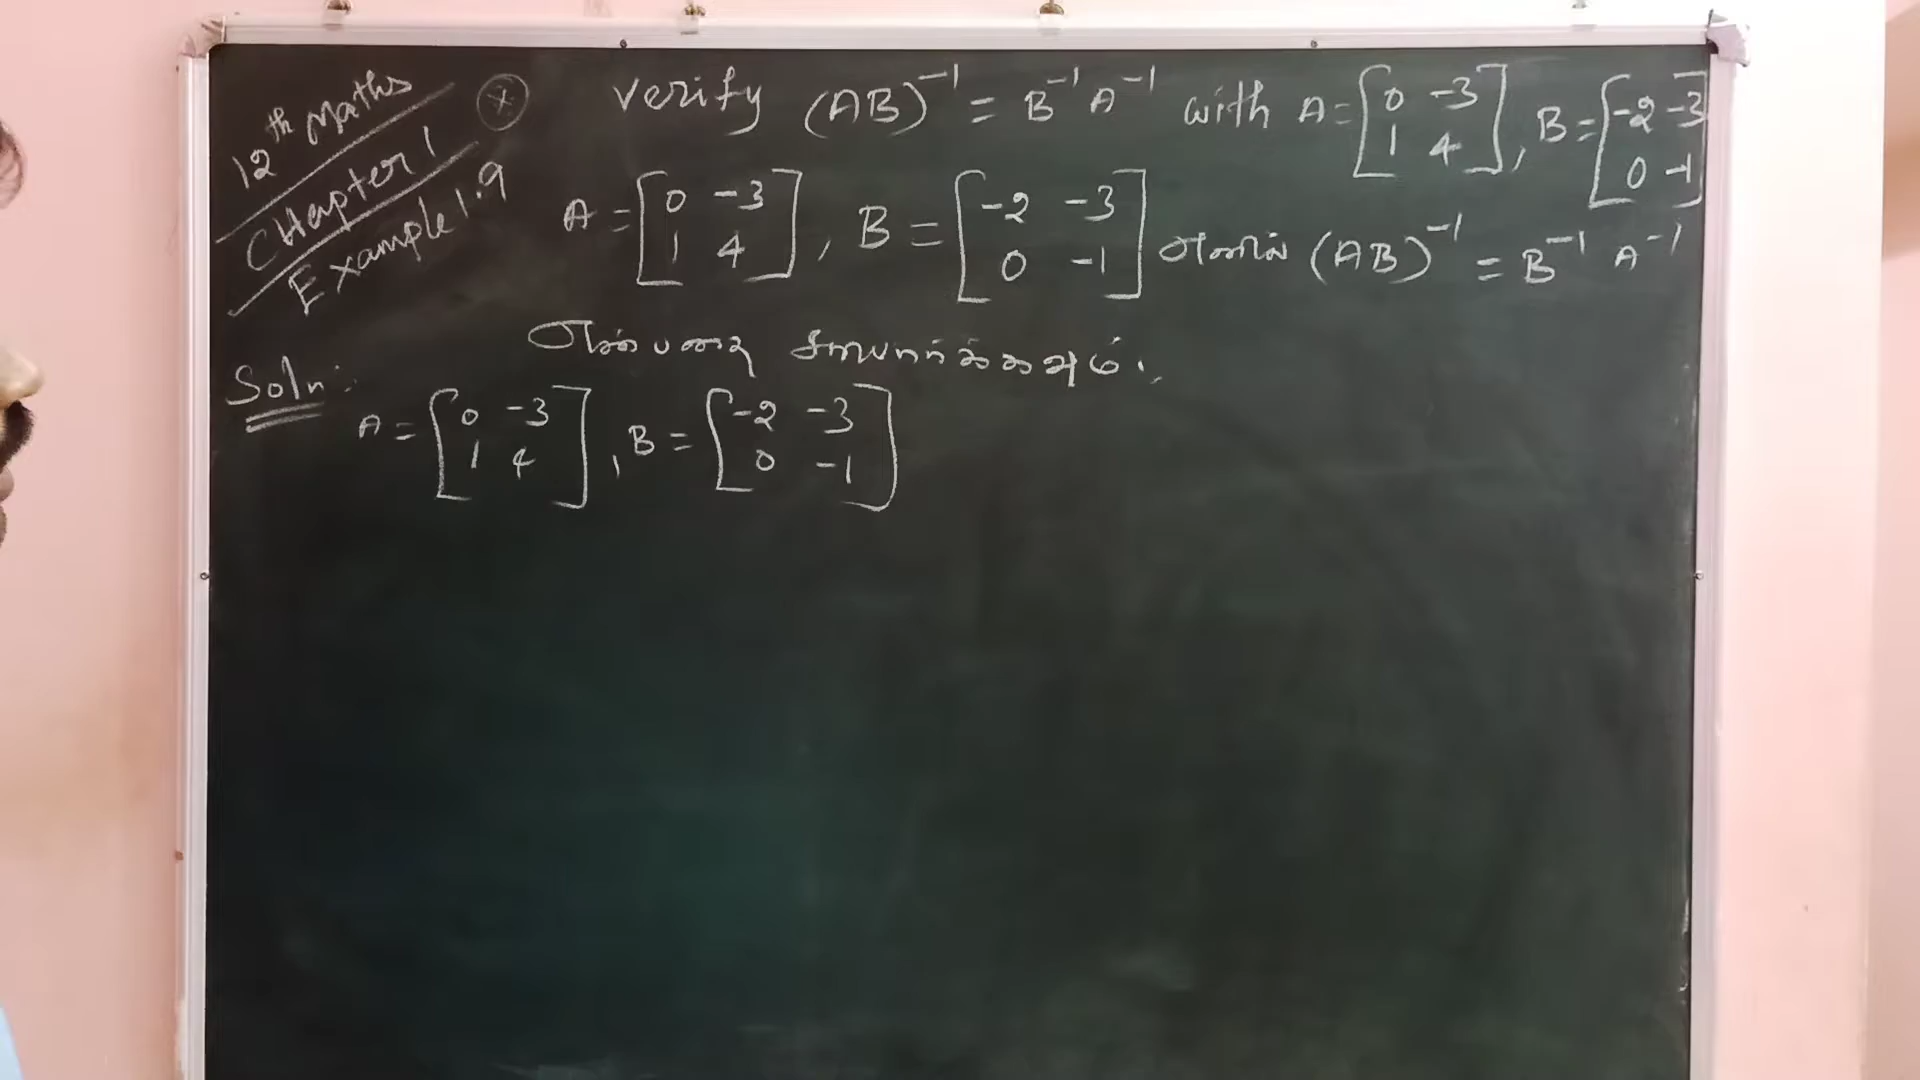 12th Maths
Chapter 1
Example 1.9
verify (AB)⁻¹ = B⁻¹ A⁻¹ with A = [0 -3; 1 4], B = [-2 -3; 0 -1]
A = [0 -3; 1 4], B = [-2 -3; 0 -1] எனில் (AB)⁻¹ = B⁻¹ A⁻¹
என்பதை சரிபார்க்கவும்.
Soln:
A = [0 -3; 1 4], B = [-2 -3; 0 -1]